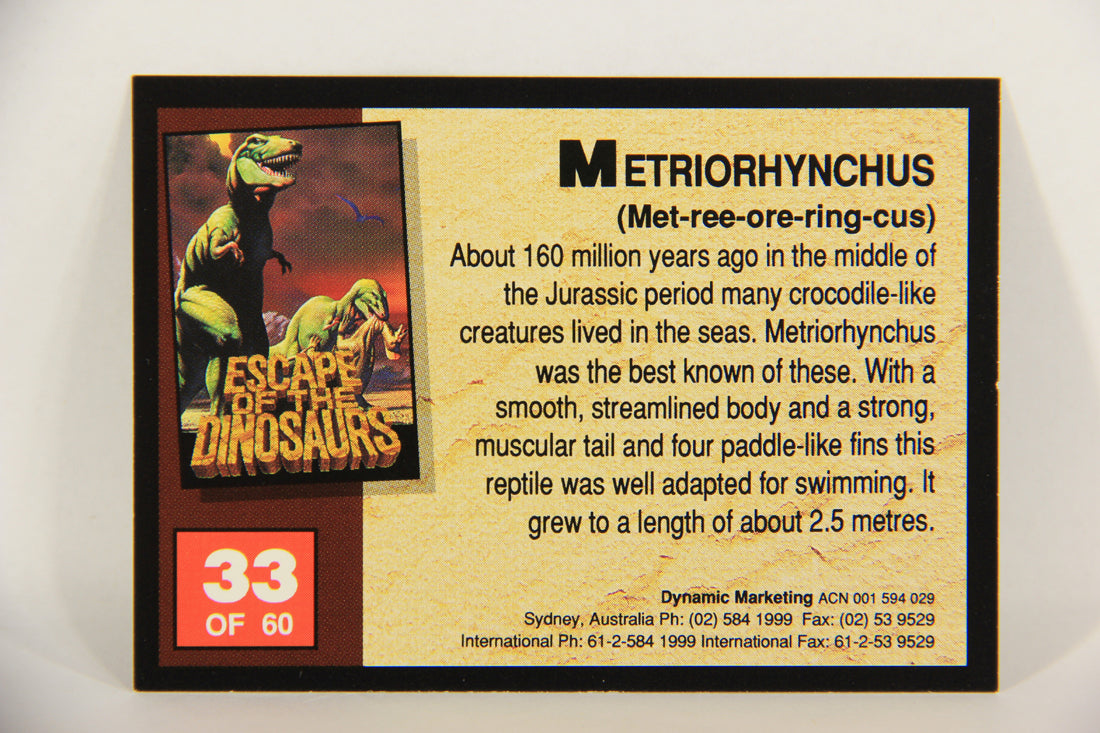 METRIORHYNCHUS
(Met-ree-ore-ring-cus)
About 160 million years ago in the middle of
the Jurassic period many crocodile-like
creatures lived in the seas. Metriorhynchus
was the best known of these. With a
smooth, streamlined body and a strong,
muscular tail and four paddle-like fins this
reptile was well adapted for swimming. It
grew to a length of about 2.5 metres.
ESCAPE
OF THE
DINOSAURS
33
OF 60
Dynamic Marketing ACN 001 594 029
Sydney, Australia Ph: (02) 584 1999 Fax: (02) 53 9529
International Ph: 61-2-584 1999 International Fax: 61-2-53 9529